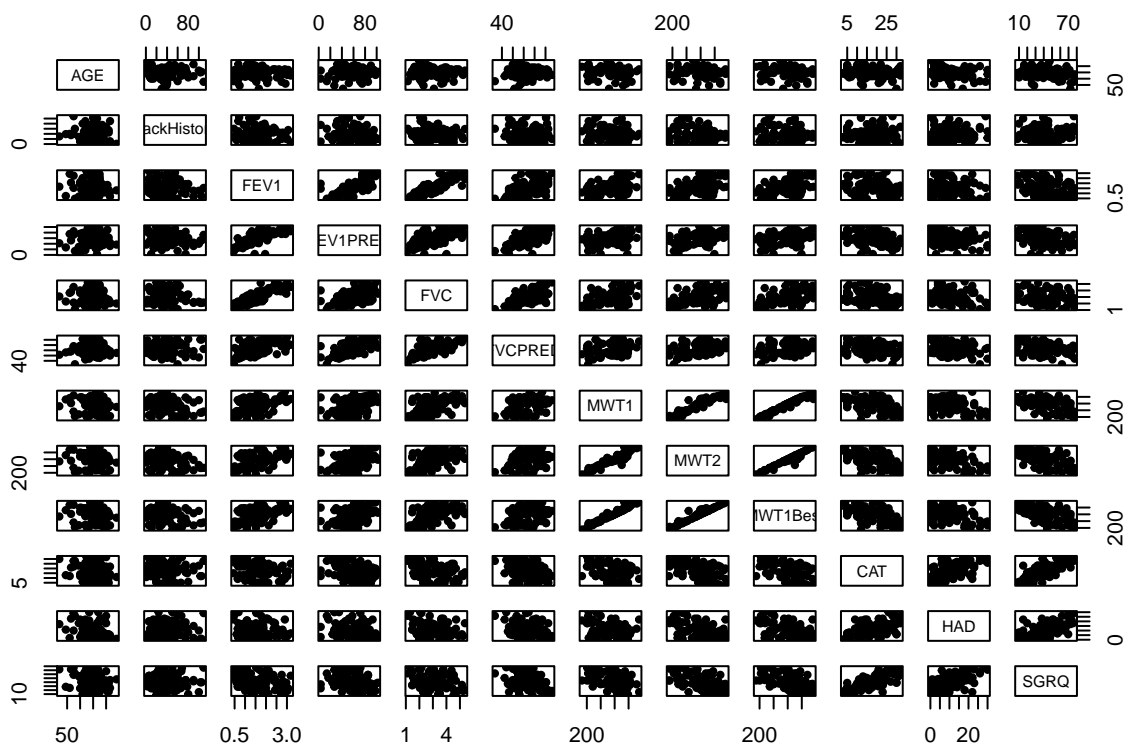 0 80 0 80 40 200 5 25 10 70
AGE 50
0 ackHisto
FEV1 0.5
0 EV1PRE
FVC 1
40 VCPRED
MWT1 200
200 MWT2
MWT1Bes 200
5 CAT
HAD 0
10 SGRQ
50 0.5 3.0 1 4 200 200 0 20